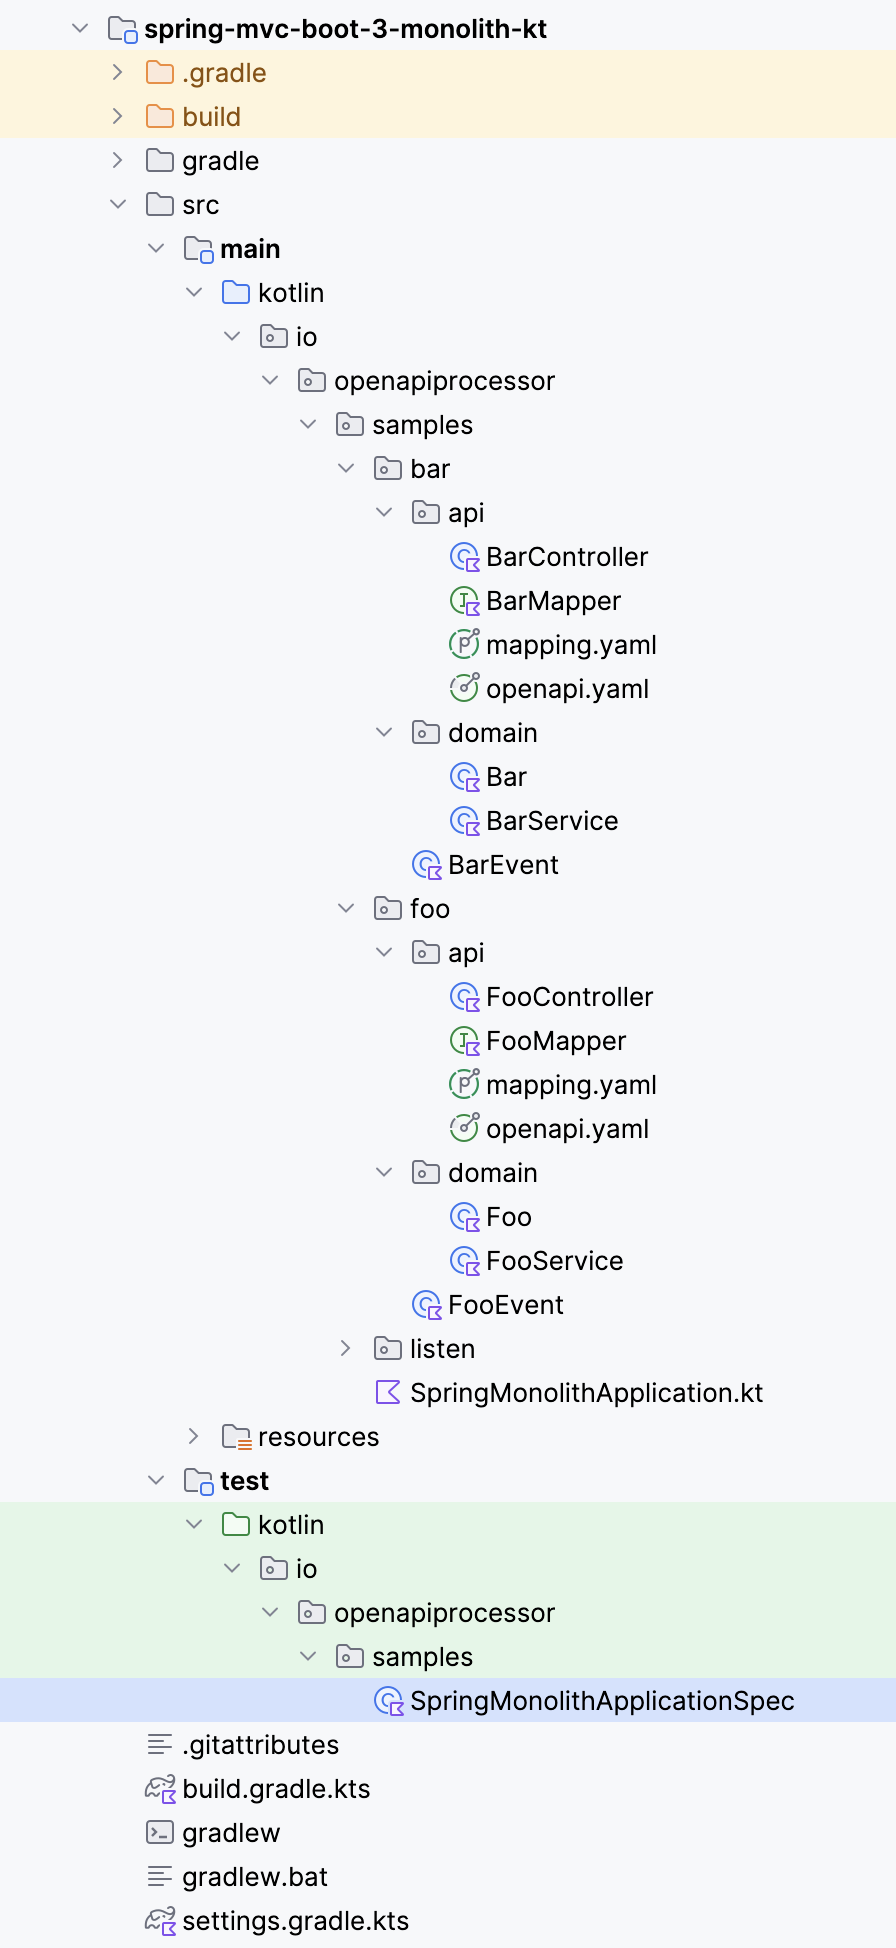 spring-mvc-boot-3-monolith-kt
.gradle
build
gradle
src
main
kotlin
io
openapiprocessor
samples
bar
api
BarController
BarMapper
mapping.yaml
openapi.yaml
domain
Bar
BarService
BarEvent
foo
api
FooController
FooMapper
mapping.yaml
openapi.yaml
domain
Foo
FooService
FooEvent
listen
SpringMonolithApplication.kt
resources
test
kotlin
io
openapiprocessor
samples
SpringMonolithApplicationSpec
.gitattributes
build.gradle.kts
gradlew
gradlew.bat
settings.gradle.kts